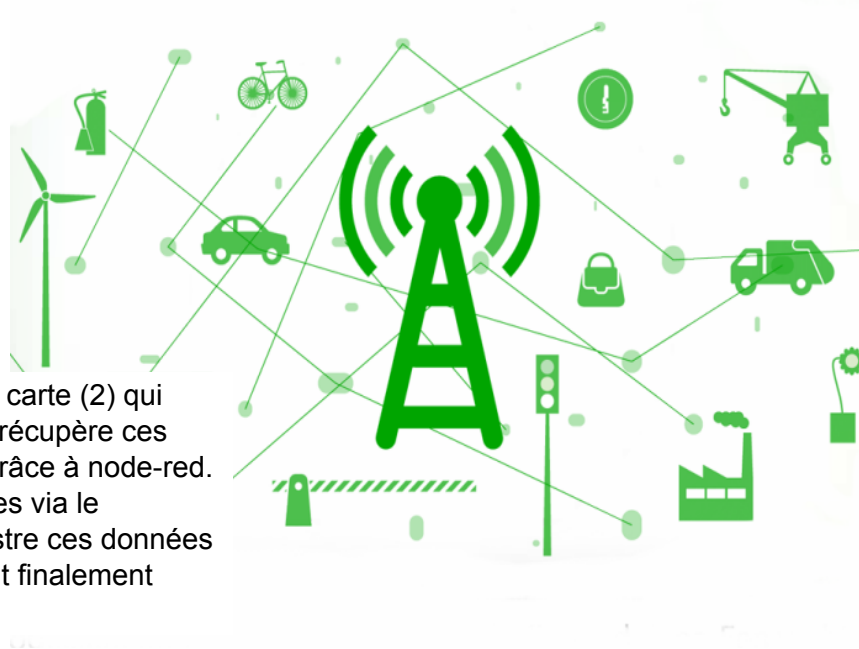 carte (2) qui
récupère ces
râce à node-red.
es via le
stre ces données
t finalement